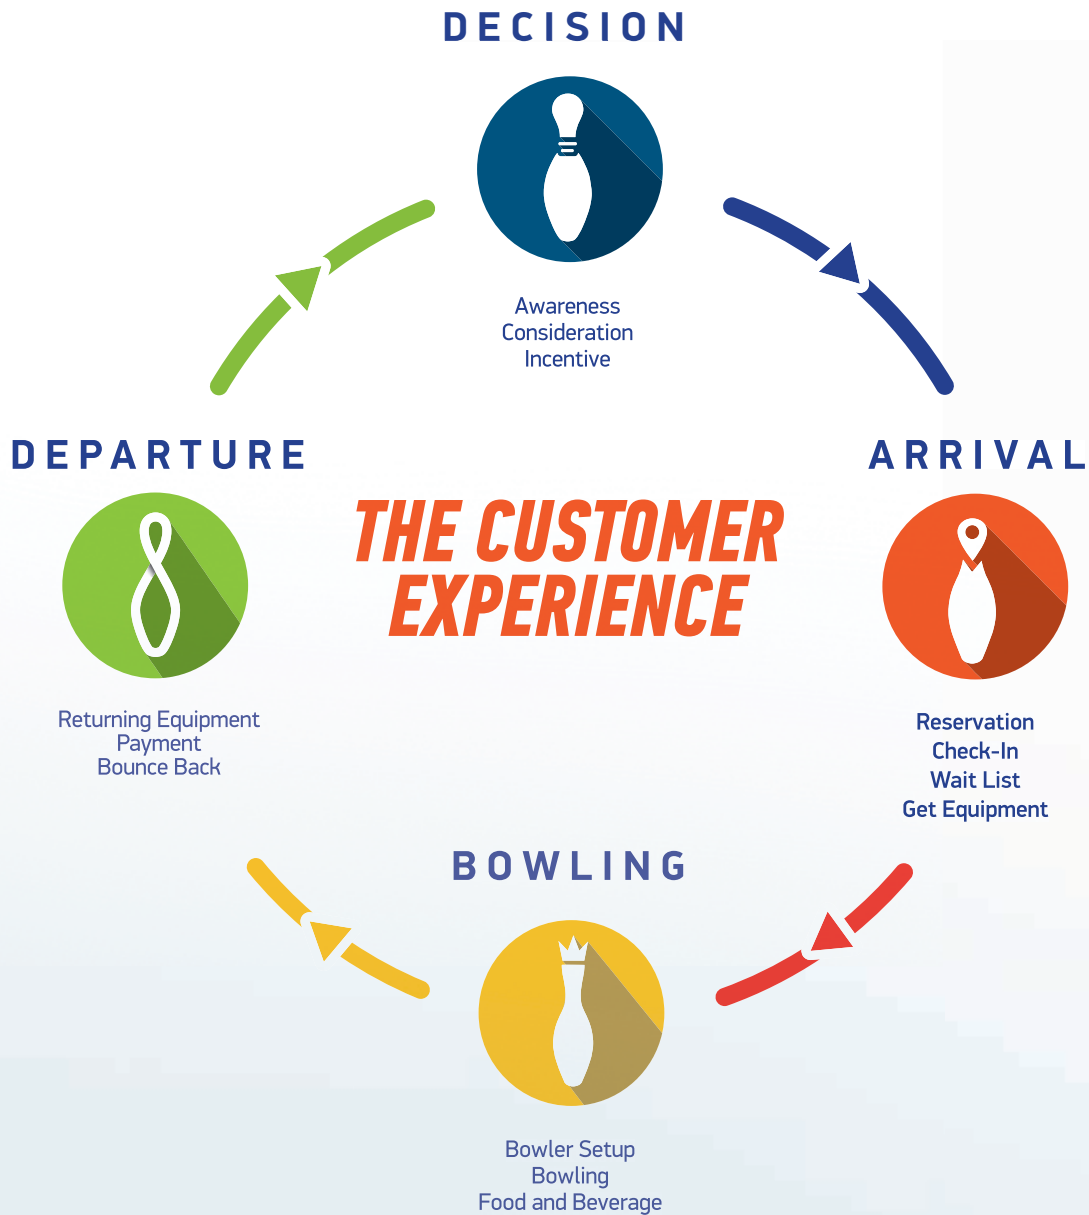 DECISION
Awareness
Consideration
Incentive
DEPARTURE
ARRIVAL
THE CUSTOMER
EXPERIENCE
Returning Equipment
Payment
Bounce Back
Reservation
Check-In
Wait List
Get Equipment
BOWLING
Bowler Setup
Bowling
Food and Beverage